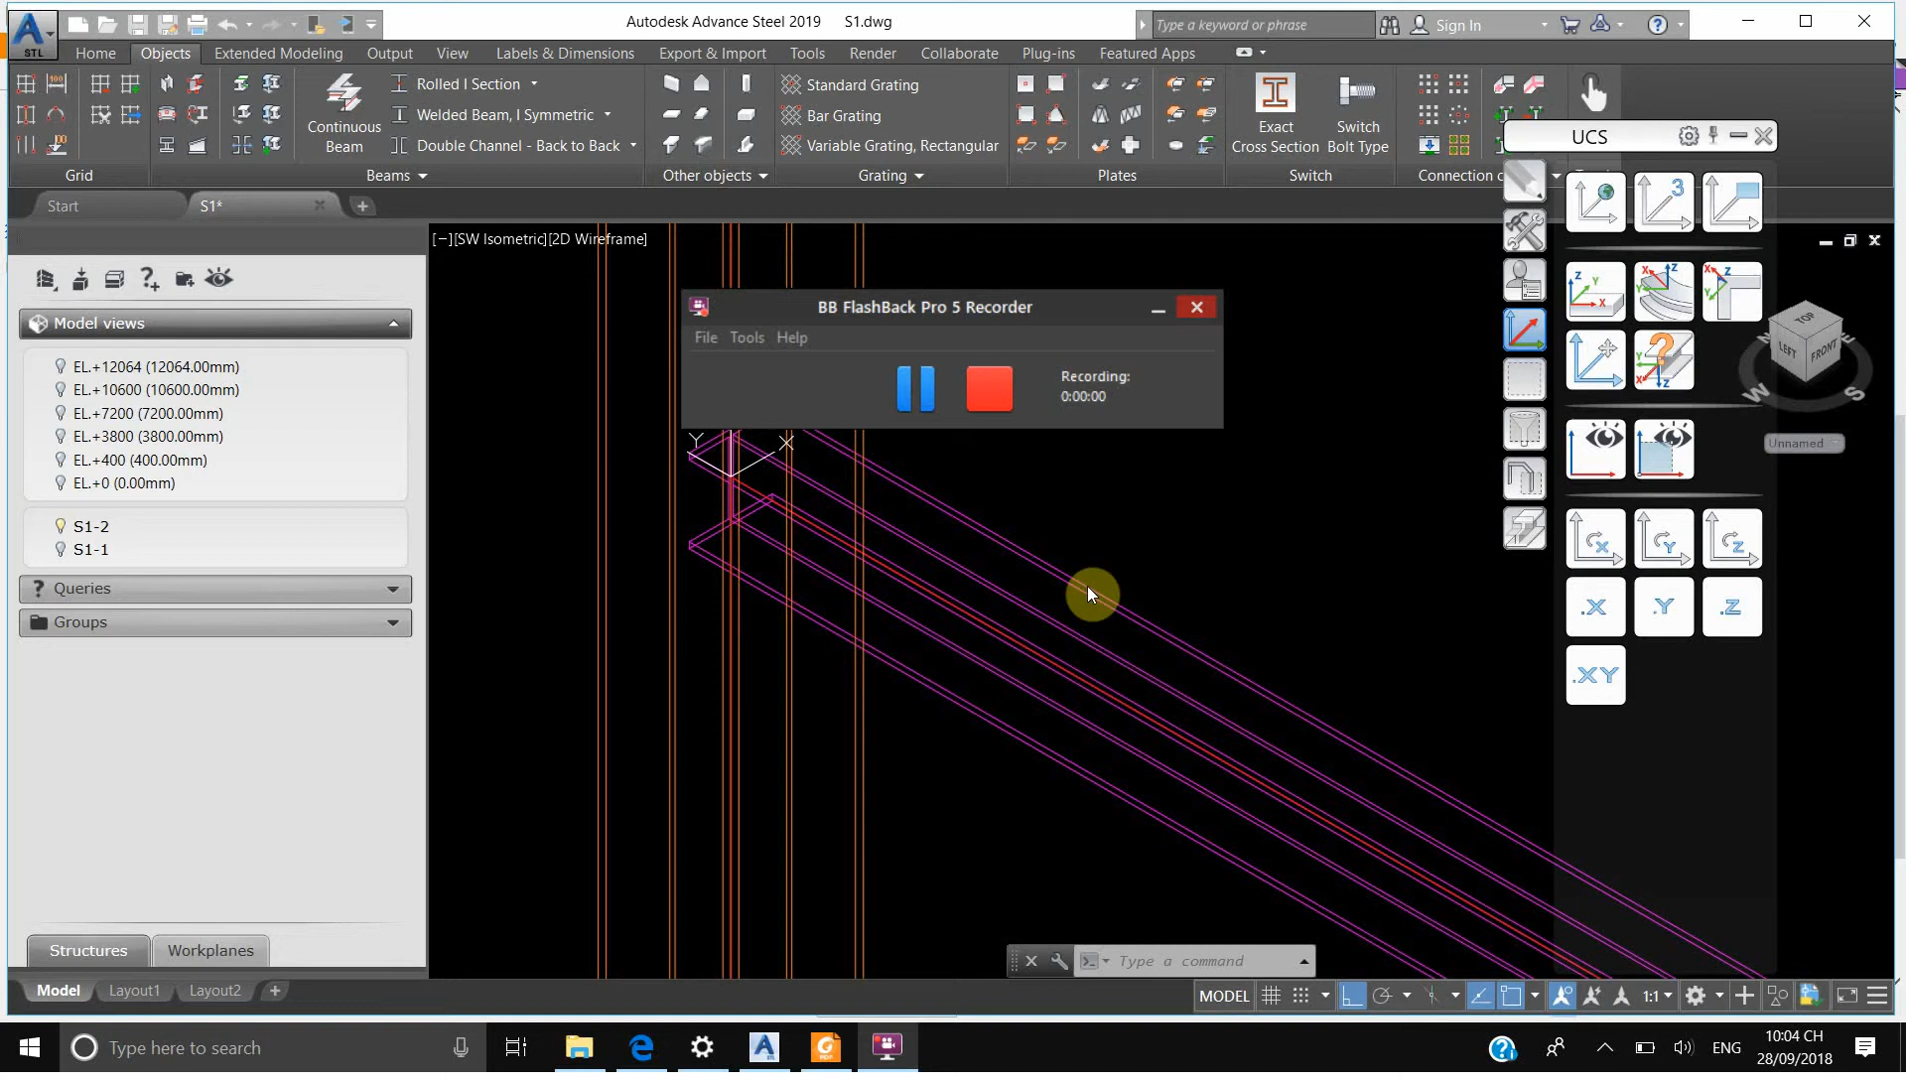 Autodesk Advance Steel 2019 S1.dwg
Type a keyword or phrase
Sign In
STL
Home Objects Extended Modeling Output View Labels & Dimensions Export & Import Tools Render Collaborate Plug-ins Featured Apps
Continuous Beam
Rolled I Section
Welded Beam, I Symmetric
Double Channel - Back to Back
Standard Grating
Bar Grating
Variable Grating, Rectangular
Exact Cross Section
Switch Bolt Type
Grid Beams Other objects Grating Plates Switch Connection
UCS
Start S1*
[−][SW Isometric][2D Wireframe]
Model views
EL.+12064 (12064.00mm)
EL.+10600 (10600.00mm)
EL.+7200 (7200.00mm)
EL.+3800 (3800.00mm)
EL.+400 (400.00mm)
EL.+0 (0.00mm)
S1-2
S1-1
Queries
Groups
Structures Workplanes
BB FlashBack Pro 5 Recorder
File Tools Help
Recording:
0:00:00
Y X
TOP
LEFT FRONT
W S
Unnamed
.X .Y .Z
.XY
Type a command
Model Layout1 Layout2
MODEL 1:1
Type here to search
ENG
10:04 CH
28/09/2018